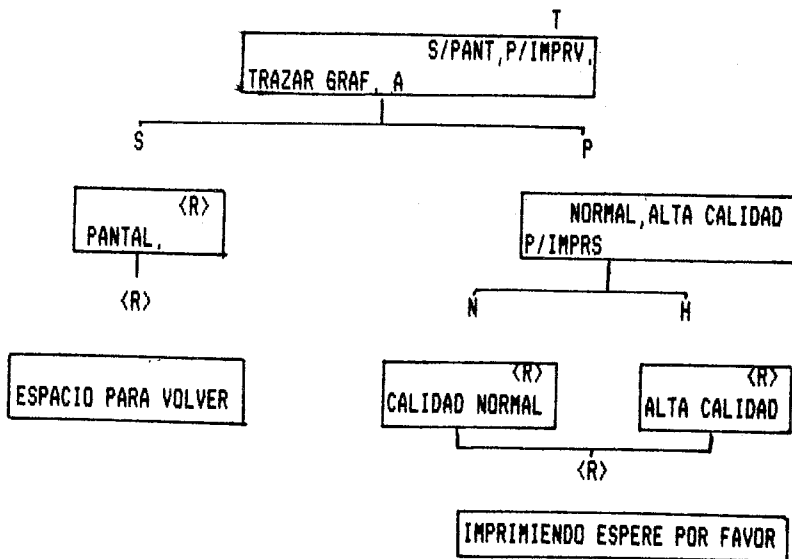 T
S/PANT,P/IMPRV.
TRAZAR GRAF. A
S P
<R>
PANTAL.
NORMAL,ALTA CALIDAD
P/IMPRS
<R>
N H
ESPACIO PARA VOLVER
<R>
CALIDAD NORMAL
<R>
ALTA CALIDAD
<R>
IMPRIMIENDO ESPERE POR FAVOR